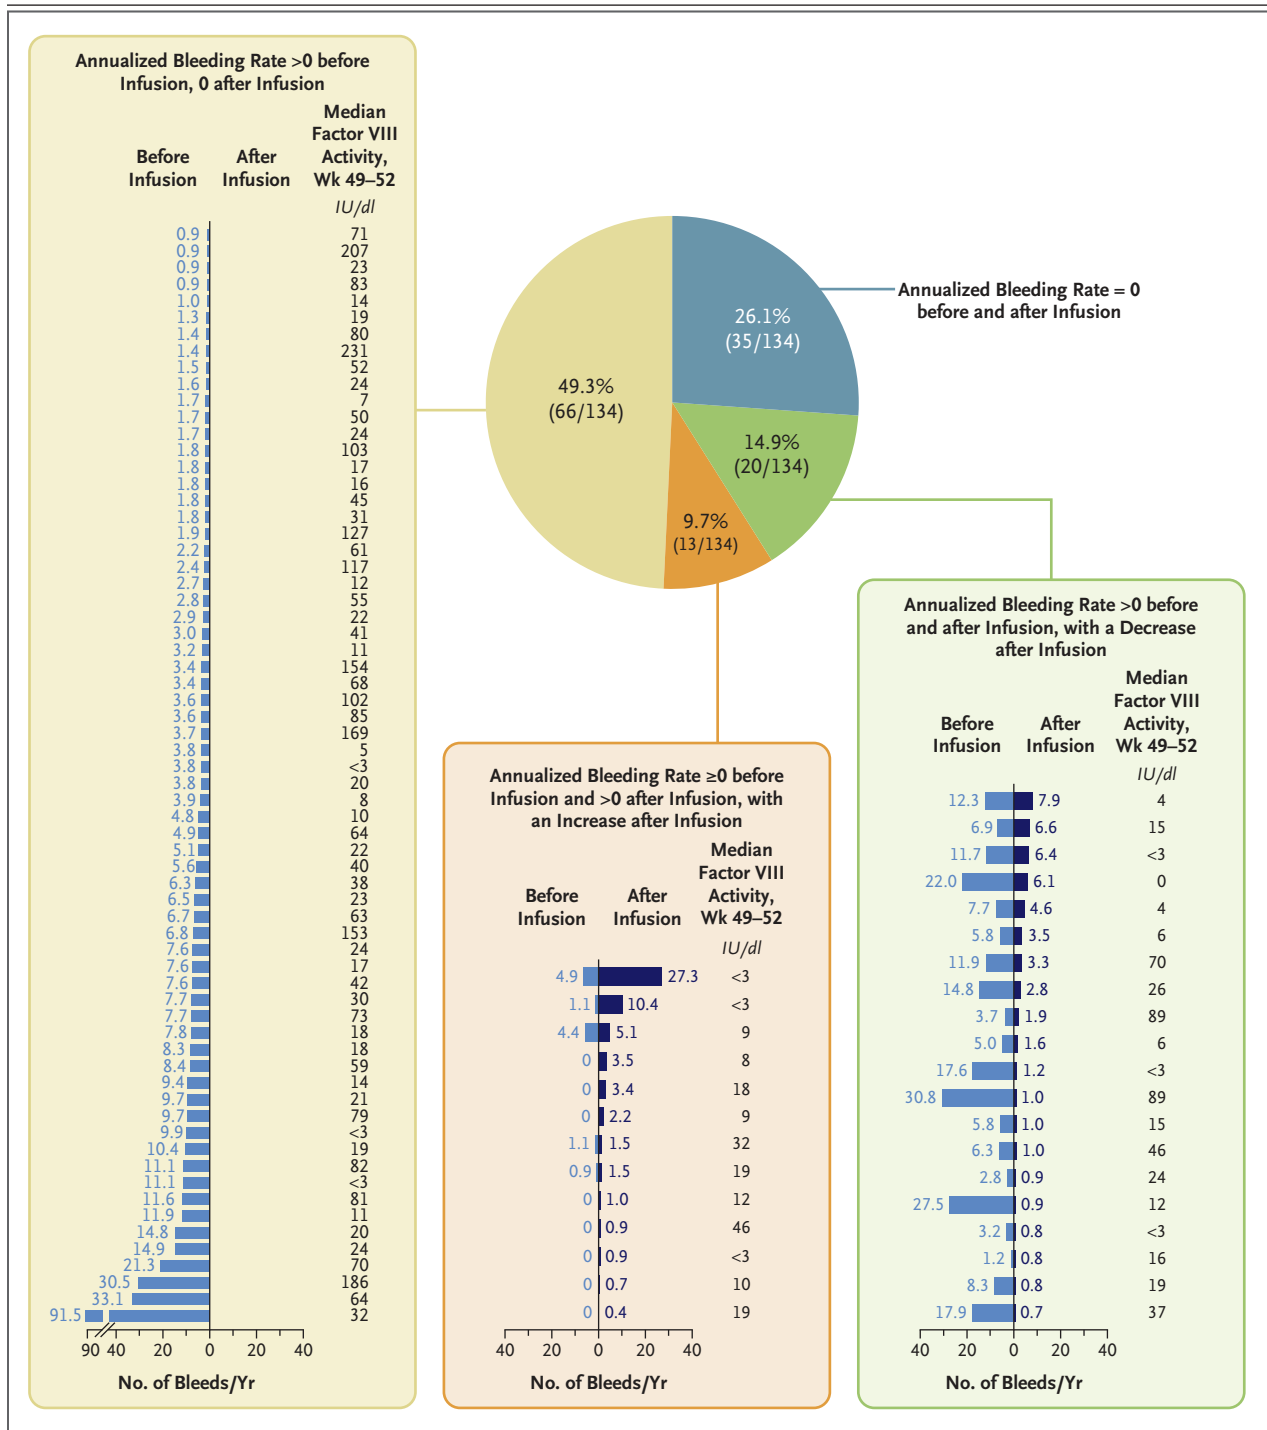 Annualized Bleeding Rate >0 before
Infusion, 0 after Infusion
Median
Factor VIII
Before After Activity,
Infusion Infusion Wk 49–52
IU/dl
0.9 71
0.9 207
0.9 23
0.9 83
1.0 14
1.3 19
1.4 80
1.4 231
1.5 52
1.6 24
1.7 7
1.7 50
1.7 24
1.8 103
1.8 17
1.8 16
1.8 45
1.8 31
1.9 127
2.2 61
2.4 117
2.7 12
2.8 55
2.9 22
3.0 41
3.2 11
3.4 154
3.4 68
3.6 102
3.6 85
3.7 169
3.8 5
3.8 <3
3.8 20
3.9 8
4.8 10
4.9 64
5.1 22
5.6 40
6.3 38
6.5 23
6.7 63
6.8 153
7.6 24
7.6 17
7.6 42
7.7 30
7.7 73
7.8 18
8.3 18
8.4 59
9.4 14
9.7 21
9.7 79
9.9 <3
10.4 19
11.1 82
11.1 <3
11.6 81
11.9 11
14.8 20
14.9 24
21.3 70
30.5 186
33.1 64
91.5 32
90 40 20 0 20 40
No. of Bleeds/Yr
26.1%
(35/134)
49.3%
(66/134)
14.9%
(20/134)
9.7%
(13/134)
Annualized Bleeding Rate = 0
before and after Infusion
Annualized Bleeding Rate ≥0 before
Infusion and >0 after Infusion, with
an Increase after Infusion
Median
Factor VIII
Before After Activity,
Infusion Infusion Wk 49–52
IU/dl
4.9 27.3 <3
1.1 10.4 <3
4.4 5.1 9
0 3.5 8
0 3.4 18
0 2.2 9
1.1 1.5 32
0.9 1.5 19
0 1.0 12
0 0.9 46
0 0.9 <3
0 0.7 10
0 0.4 19
40 20 0 20 40
No. of Bleeds/Yr
Annualized Bleeding Rate >0 before
and after Infusion, with a Decrease
after Infusion
Median
Factor VIII
Before After Activity,
Infusion Infusion Wk 49–52
IU/dl
12.3 7.9 4
6.9 6.6 15
11.7 6.4 <3
22.0 6.1 0
7.7 4.6 4
5.8 3.5 6
11.9 3.3 70
14.8 2.8 26
3.7 1.9 89
5.0 1.6 6
17.6 1.2 <3
30.8 1.0 89
5.8 1.0 15
6.3 1.0 46
2.8 0.9 24
27.5 0.9 12
3.2 0.8 <3
1.2 0.8 16
8.3 0.8 19
17.9 0.7 37
40 20 0 20 40
No. of Bleeds/Yr